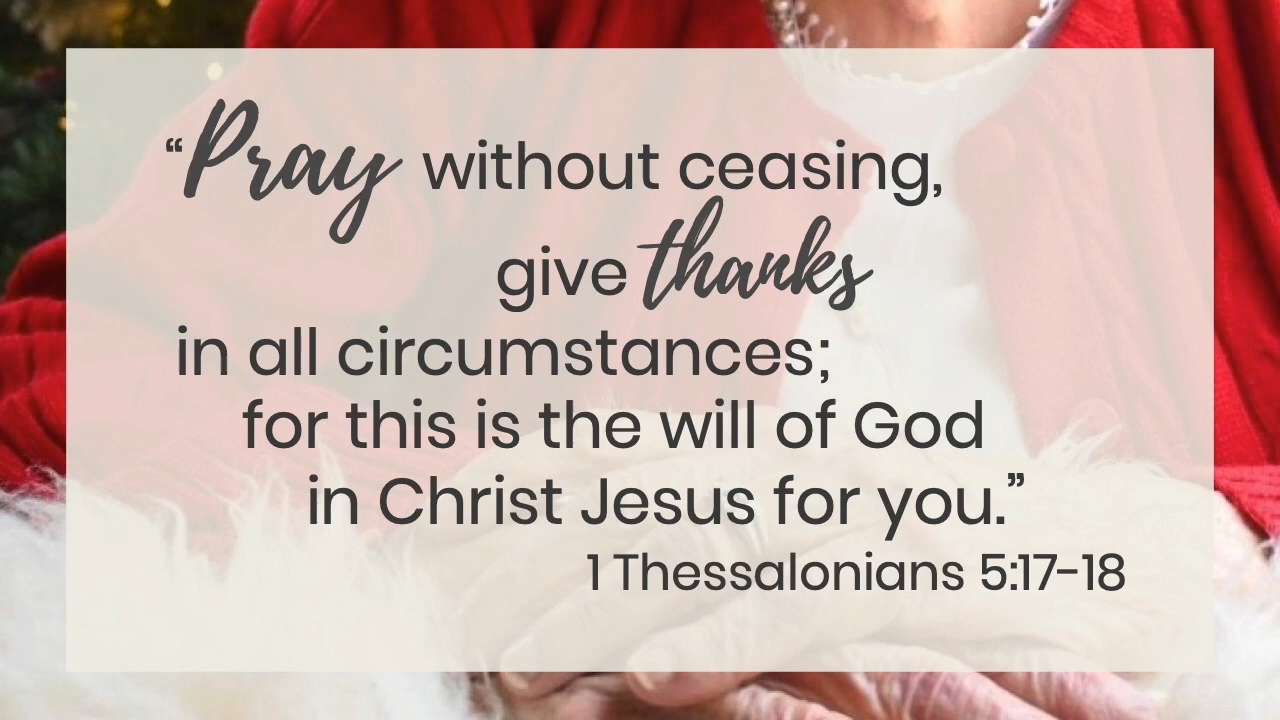 “Pray without ceasing,
give thanks
in all circumstances;
for this is the will of God
in Christ Jesus for you.”
1 Thessalonians 5:17-18